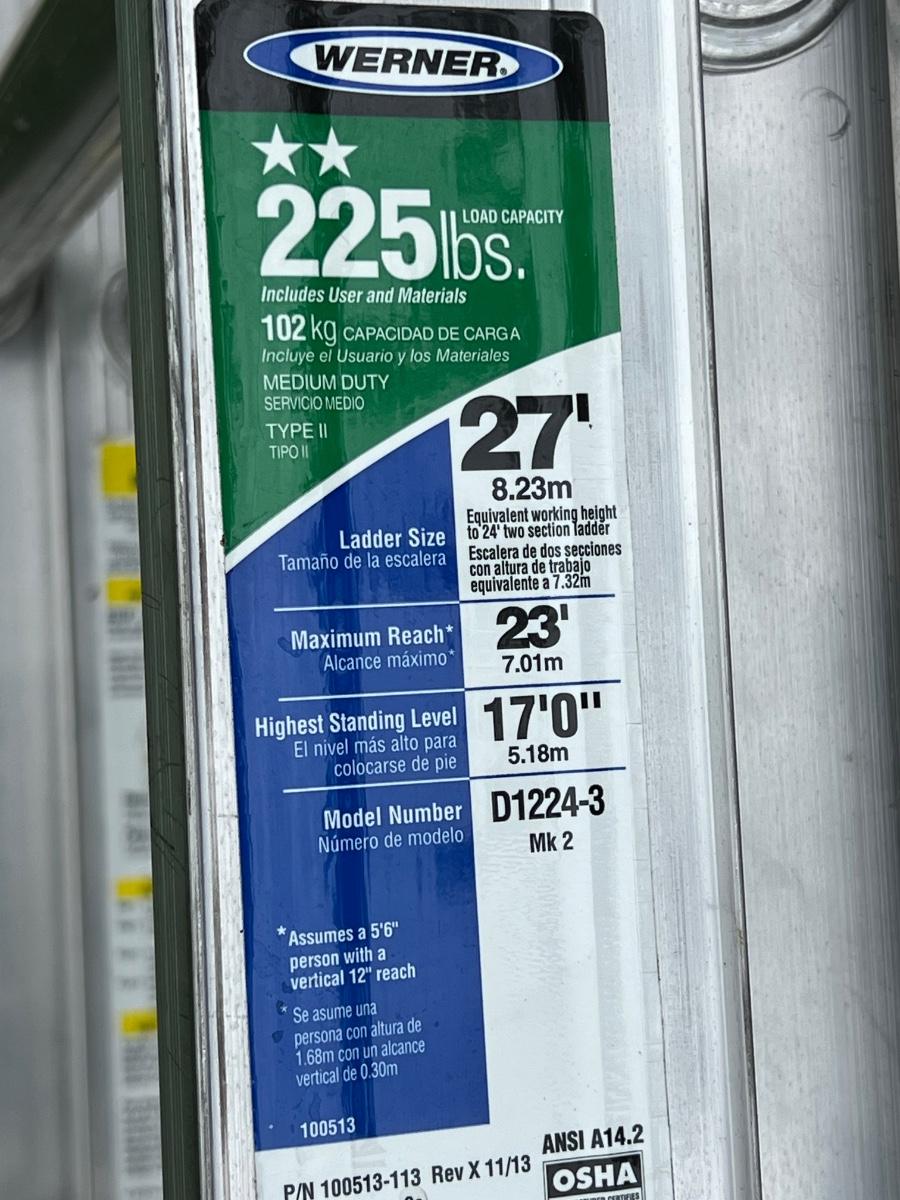 WERNER®
225 lbs. LOAD CAPACITY
Includes User and Materials
102 kg CAPACIDAD DE CARGA
Incluye el Usuario y los Materiales
MEDIUM DUTY
SERVICIO MEDIO
TYPE II
TIPO II
27'
8.23m
Ladder Size
Tamaño de la escalera
Equivalent working height
to 24' two section ladder
Escalera de dos secciones
con altura de trabajo
equivalente a 7.32m
Maximum Reach*
Alcance máximo*
23'
7.01m
Highest Standing Level
El nivel más alto para
colocarse de pie
17'0"
5.18m
Model Number
Número de modelo
D1224-3
Mk 2
*Assumes a 5'6"
person with a
vertical 12" reach
* Se asume una
persona con altura de
1.68m con un alcance
vertical de 0.30m
100513
P/N 100513-113 Rev X 11/13
ANSI A14.2
OSHA